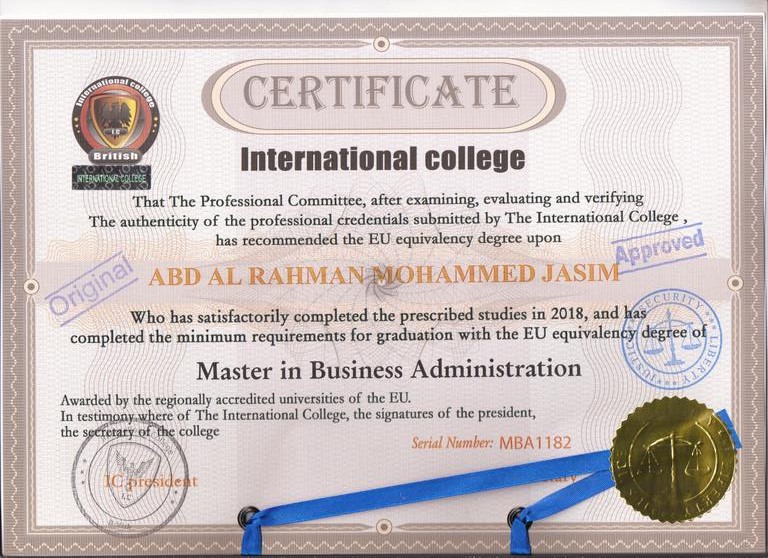 International college
I.C
British
INTERNATIONAL COLLEGE
CERTIFICATE
International college
That The Professional Committee, after examining, evaluating and verifying
The authenticity of the professional credentials submitted by The International College ,
has recommended the EU equivalency degree upon
Approved
Original
ABD AL RAHMAN MOHAMMED JASIM
Who has satisfactorily completed the prescribed studies in 2018, and has
completed the minimum requirements for graduation with the EU equivalency degree of
SECURITY
LIBERTY
JUSTICE
Master in Business Administration
Awarded by the regionally accredited universities of the EU.
In testimony where of The International College, the signatures of the president,
the secretary of the college
Serial Number: MBA1182
IC president
I.C
British